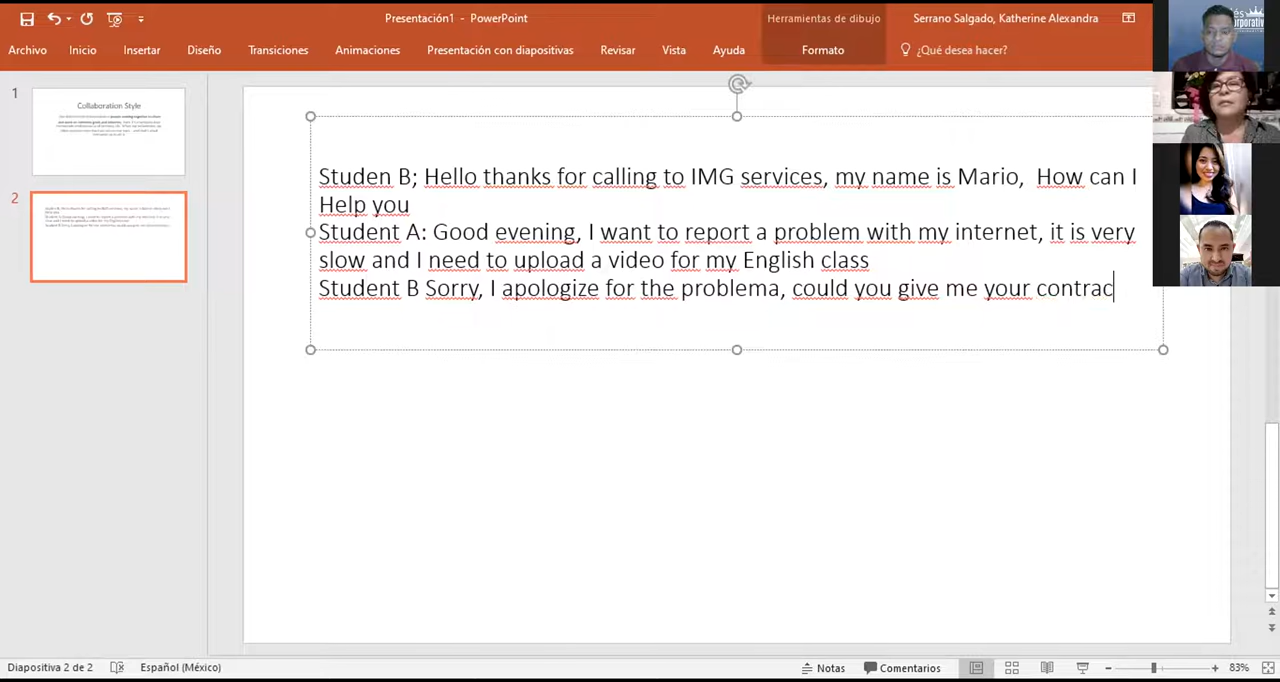 Presentación1 - PowerPoint
Herramientas de dibujo
Serrano Salgado, Katherine Alexandra
Archivo Inicio Insertar Diseño Transiciones Animaciones Presentación con diapositivas Revisar Vista Ayuda Formato ¿Qué desea hacer?
1
Collaboration Style
2
Studen B; Hello thanks for calling to IMG services, my name is Mario, How can I
Help you
Student A: Good evening, I want to report a problem with my internet, it is very
slow and I need to upload a video for my English class
Student B Sorry, I apologize for the problema, could you give me your contrac
Diapositiva 2 de 2 Español (México) Notas Comentarios 83%